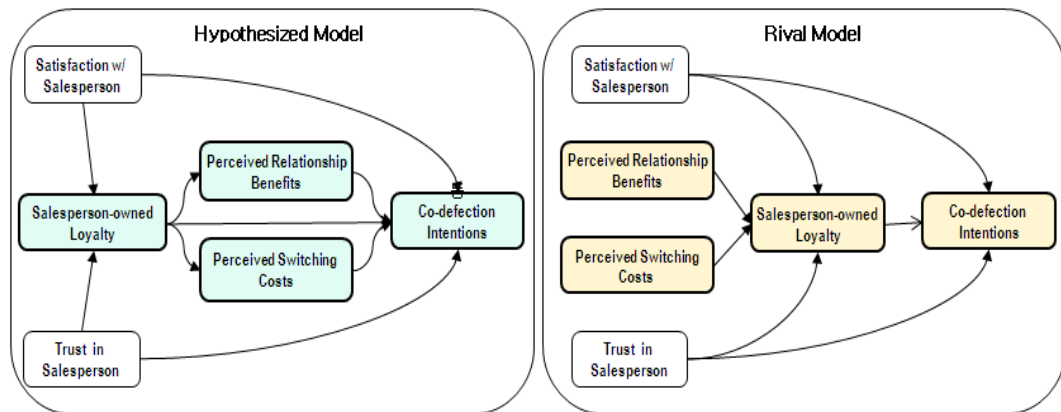 Hypothesized Model
Satisfaction w/
Salesperson
Perceived Relationship
Benefits
Salesperson-owned
Loyalty
Co-defection
Intentions
Perceived Switching
Costs
Trust in
Salesperson
Rival Model
Satisfaction w/
Salesperson
Perceived Relationship
Benefits
Salesperson-owned
Loyalty
Co-defection
Intentions
Perceived Switching
Costs
Trust in
Salesperson